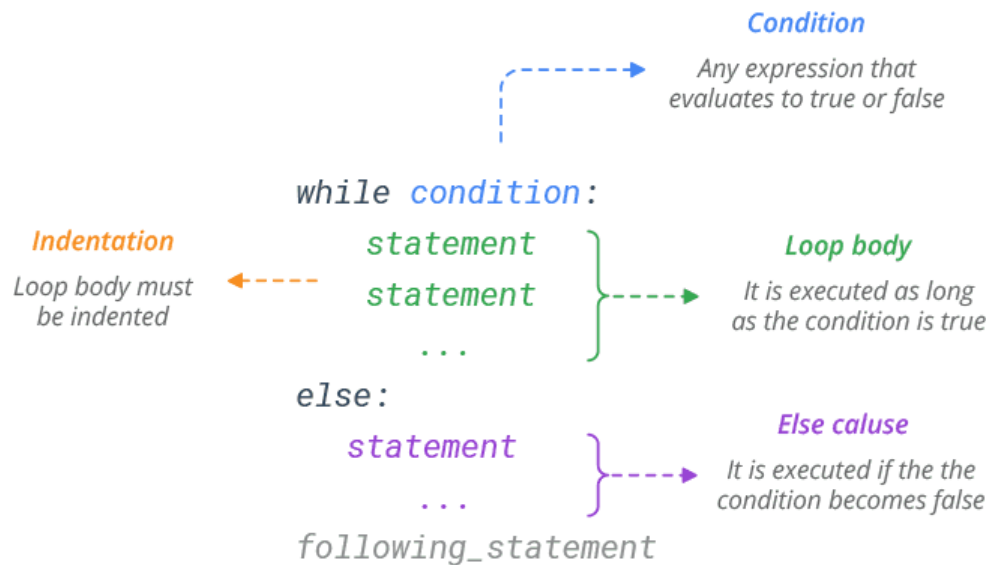 Condition
Any expression that
evaluates to true or false
while condition:
Indentation
Loop body must
be indented
statement
statement
...
Loop body
It is executed as long
as the condition is true
else:
statement
...
Else caluse
It is executed if the the
condition becomes false
following_statement